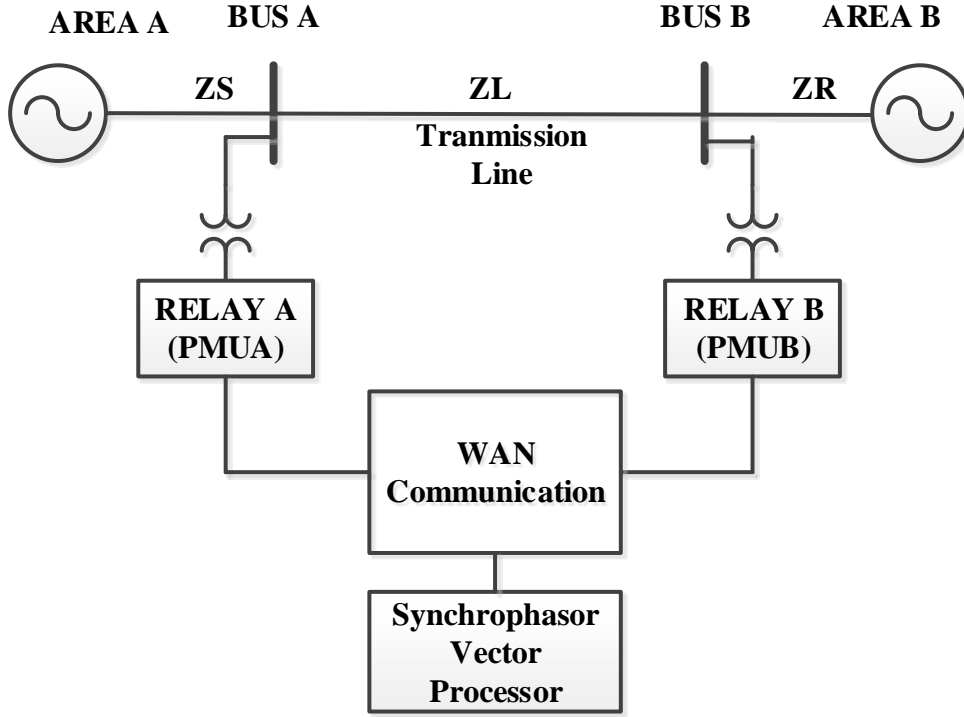 AREA A
BUS A
BUS B
AREA B
ZS
ZL
ZR
Tranmission
Line
RELAY A
(PMUA)
RELAY B
(PMUB)
WAN
Communication
Synchrophasor
Vector
Processor